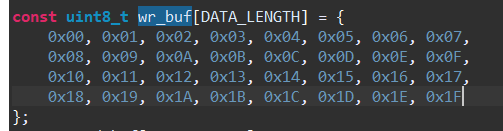 const uint8_t wr_buf[DATA_LENGTH] = {
0x00, 0x01, 0x02, 0x03, 0x04, 0x05, 0x06, 0x07,
0x08, 0x09, 0x0A, 0x0B, 0x0C, 0x0D, 0x0E, 0x0F,
0x10, 0x11, 0x12, 0x13, 0x14, 0x15, 0x16, 0x17,
0x18, 0x19, 0x1A, 0x1B, 0x1C, 0x1D, 0x1E, 0x1F
};